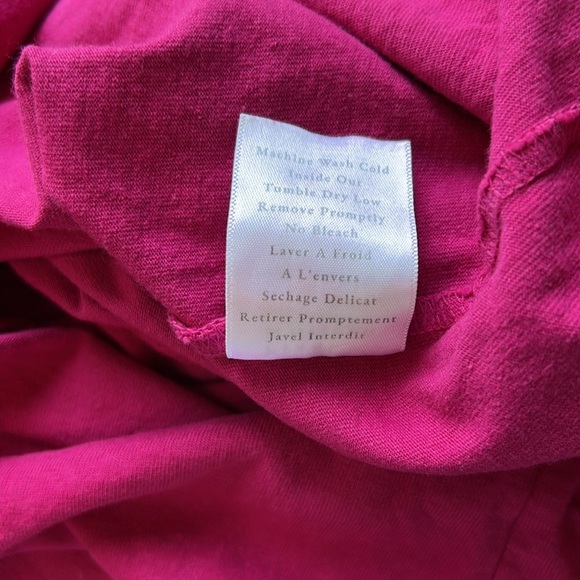 Machine Wash Cold
Inside Out
Tumble Dry Low
Remove Promptly
No Bleach
Laver A Froid
A L'envers
Sechage Delicat
Retirer Promptement
Javel Interdit